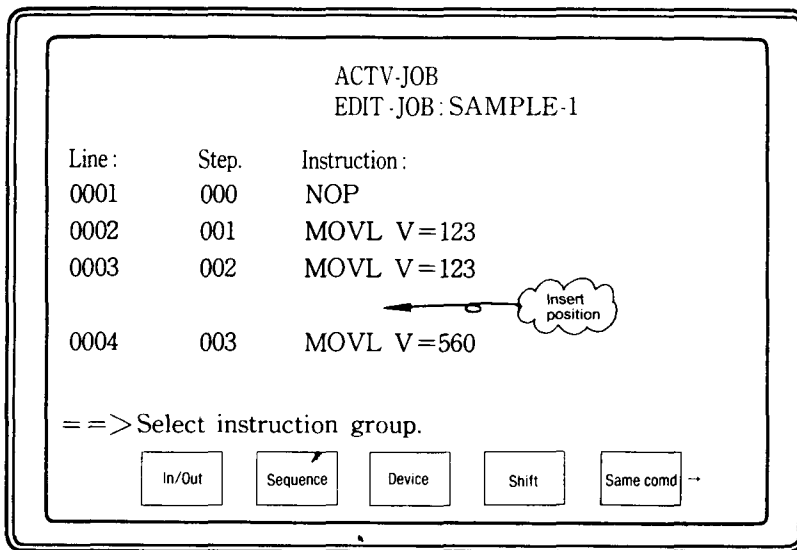 ACTV-JOB
EDIT-JOB: SAMPLE-1
Line: Step. Instruction:
0001 000 NOP
0002 001 MOVL V=123
0003 002 MOVL V=123
Insert
position
0004 003 MOVL V=560
==>Select instruction group.
In/Out Sequence Device Shift Same comd →